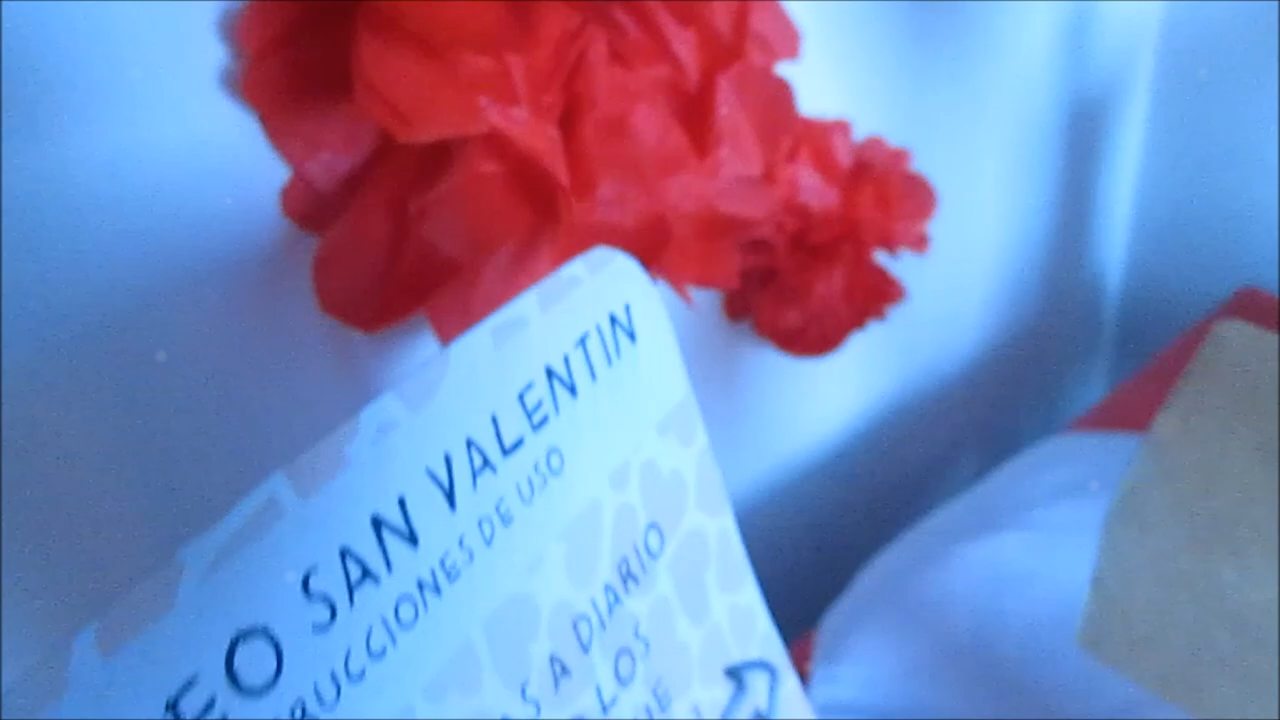 EO SAN VALENTIN
RUCCIONES DE USO
S A DIARIO
LOS